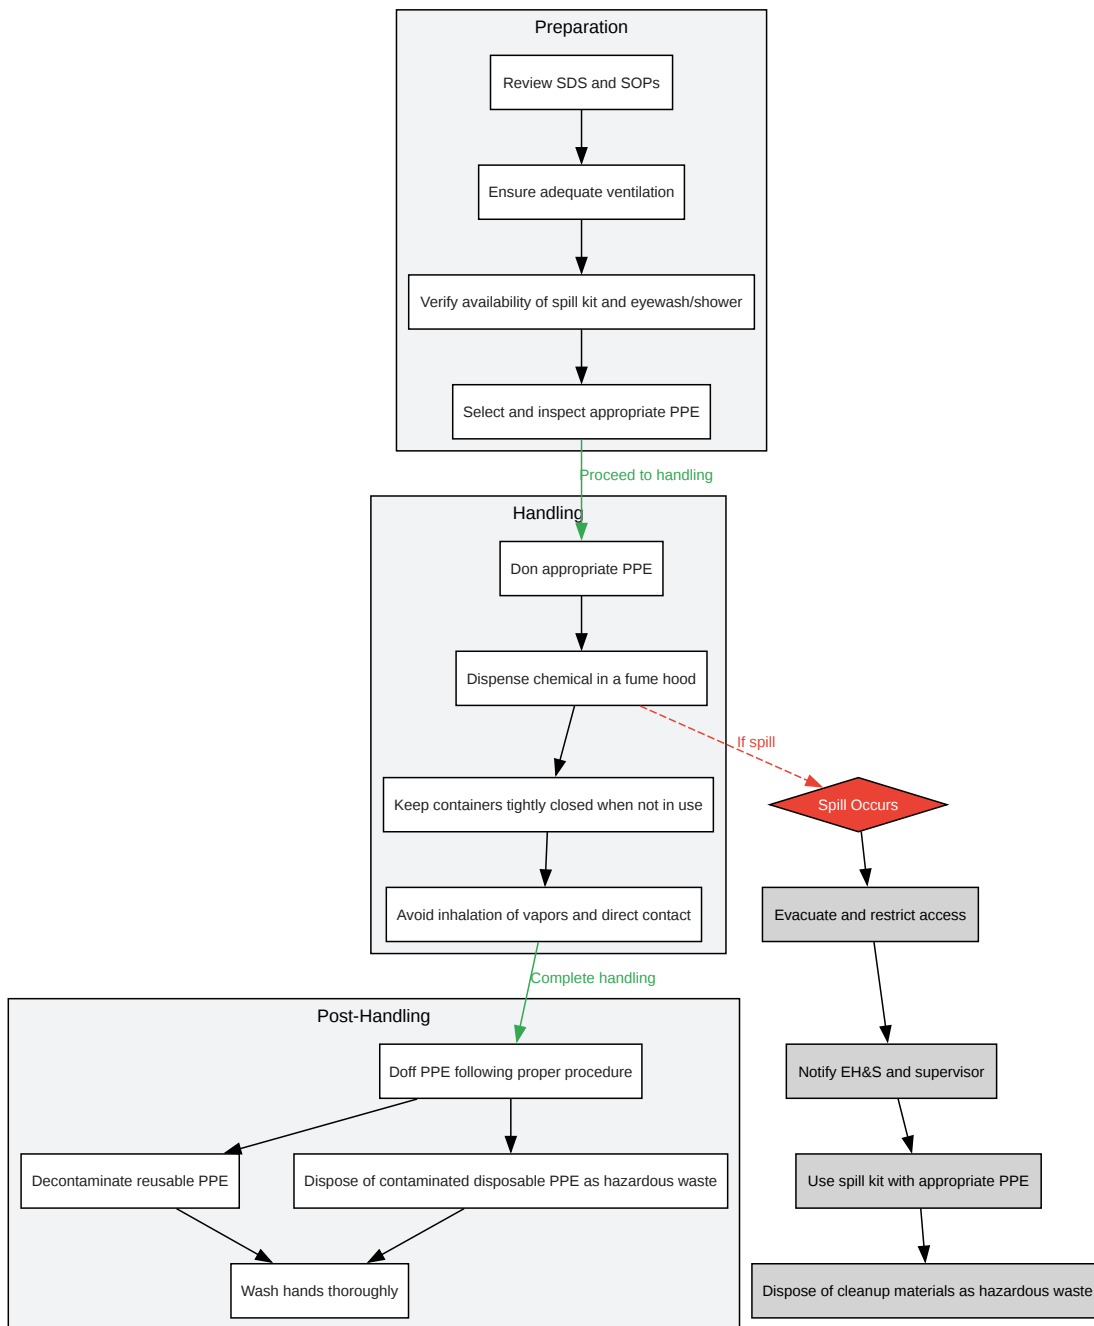 Preparation
Review SDS and SOPs
Ensure adequate ventilation
Verify availability of spill kit and eyewash/shower
Select and inspect appropriate PPE
Proceed to handling
Handling
Don appropriate PPE
Dispense chemical in a fume hood
If spill
Keep containers tightly closed when not in use
Spill Occurs
Avoid inhalation of vapors and direct contact
Evacuate and restrict access
Complete handling
Post-Handling
Doff PPE following proper procedure
Notify EH&S and supervisor
Decontaminate reusable PPE
Dispose of contaminated disposable PPE as hazardous waste
Use spill kit with appropriate PPE
Wash hands thoroughly
Dispose of cleanup materials as hazardous waste